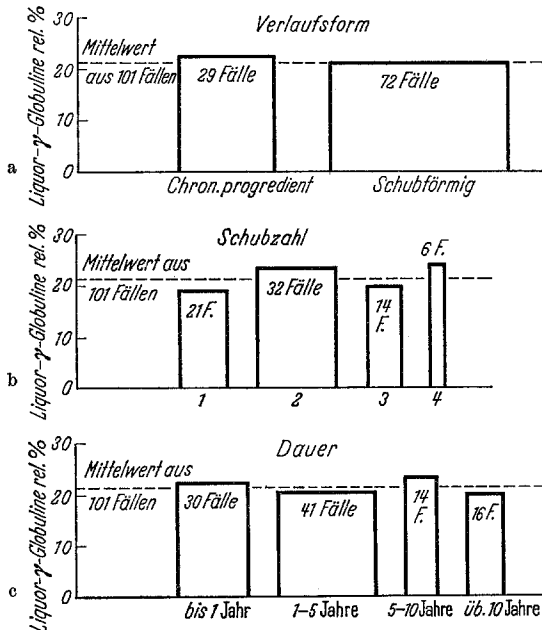 Verlaufsform
Liquor-γ-Globuline rel. %
30
20
10
0
Mittelwert
aus 101 Fällen
29 Fälle
72 Fälle
a
Chron. progredient
Schubförmig
Schubzahl
Liquor-γ-Globuline rel. %
30
20
10
0
Mittelwert aus
101 Fällen
21 F.
32 Fälle
14
F.
6 F.
b
1
2
3
4
Dauer
Liquor-γ-Globuline rel. %
30
20
10
0
Mittelwert aus
101 Fällen
30 Fälle
41 Fälle
14
F.
16 F.
c
bis 1 Jahr
1–5 Jahre
5–10 Jahre
üb. 10 Jahre